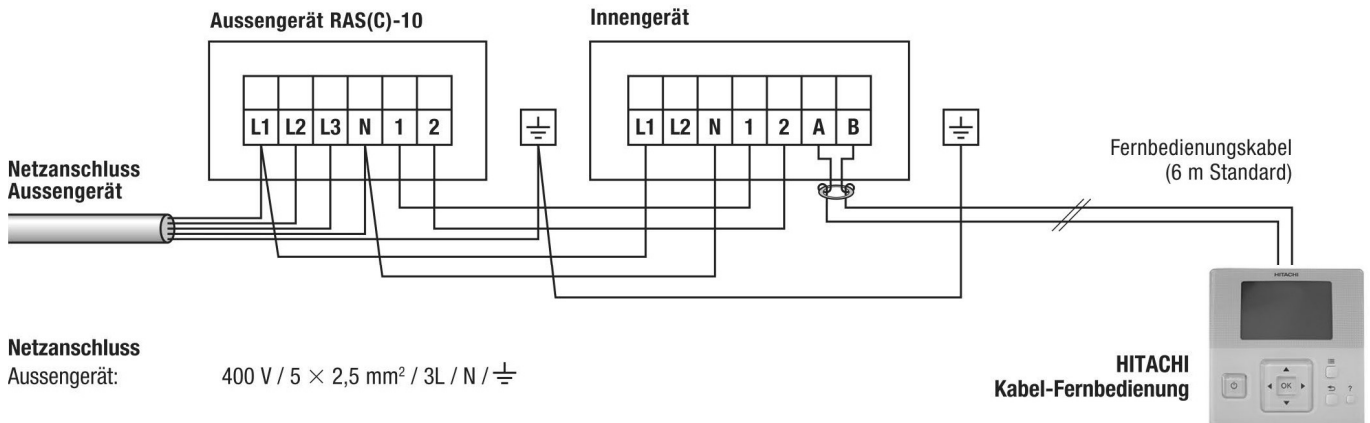 Aussengerät RAS(C)-10
Innengerät
L1 L2 L3 N 1 2
L1 L2 N 1 2 A B
Netzanschluss
Aussengerät
Fernbedienungskabel
(6 m Standard)
Netzanschluss
Aussengerät: 400 V / 5 × 2,5 mm² / 3L / N / ⏚
HITACHI
Kabel-Fernbedienung
HITACHI
OK
?